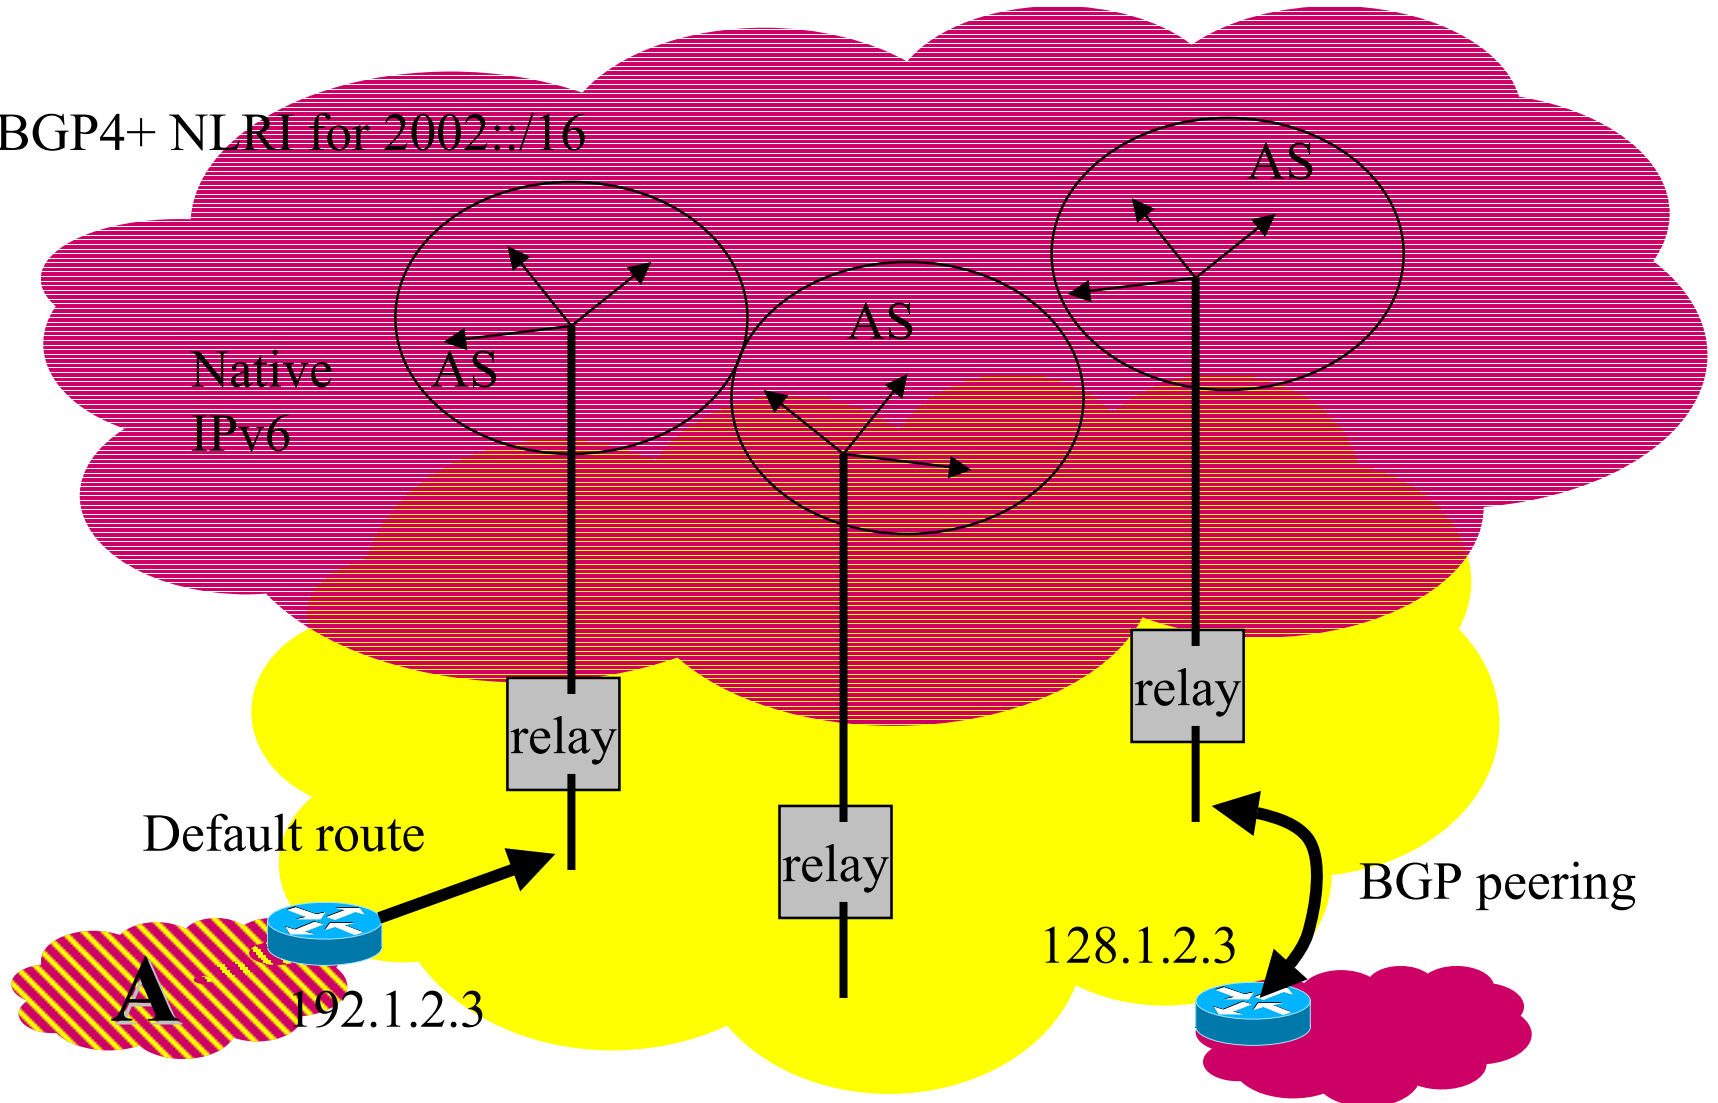 BGP4+ NLRI for 2002::/16
AS
AS
Native
IPv6
AS
relay
relay
relay
Default route
BGP peering
128.1.2.3
A
192.1.2.3